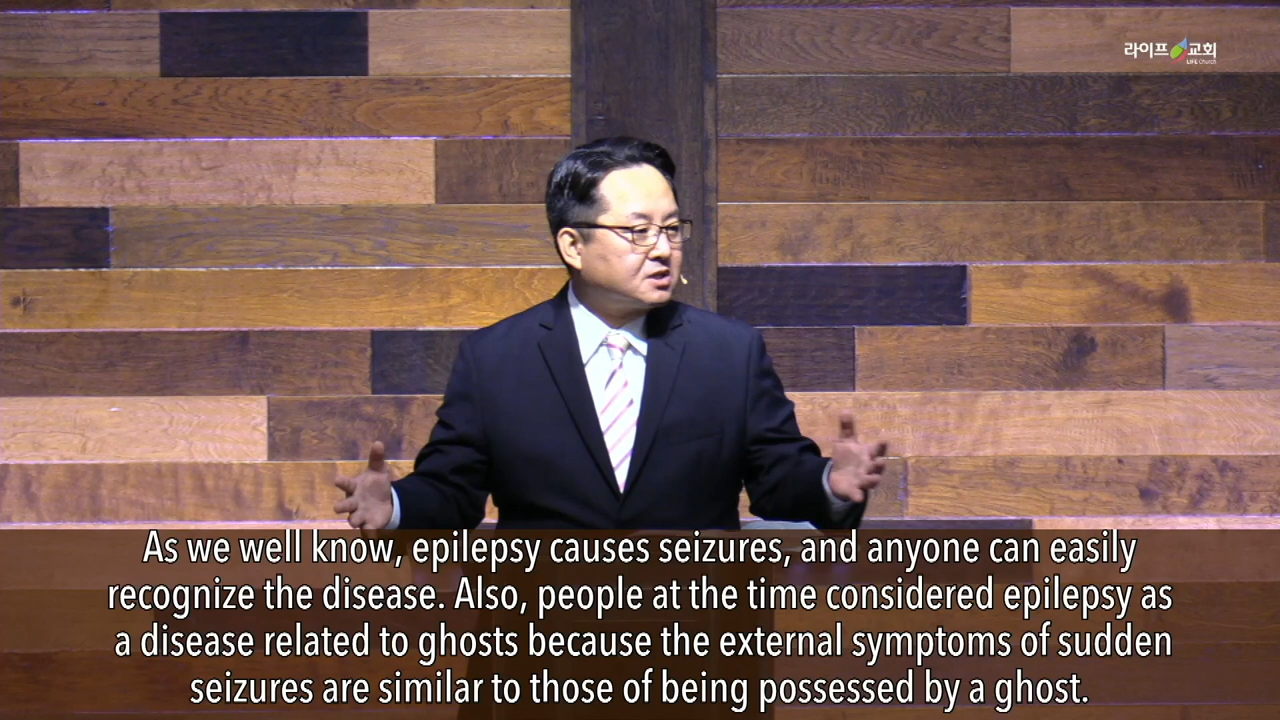 라이프 교회
LIFE Church
As we well know, epilepsy causes seizures, and anyone can easily
recognize the disease. Also, people at the time considered epilepsy as
a disease related to ghosts because the external symptoms of sudden
seizures are similar to those of being possessed by a ghost.